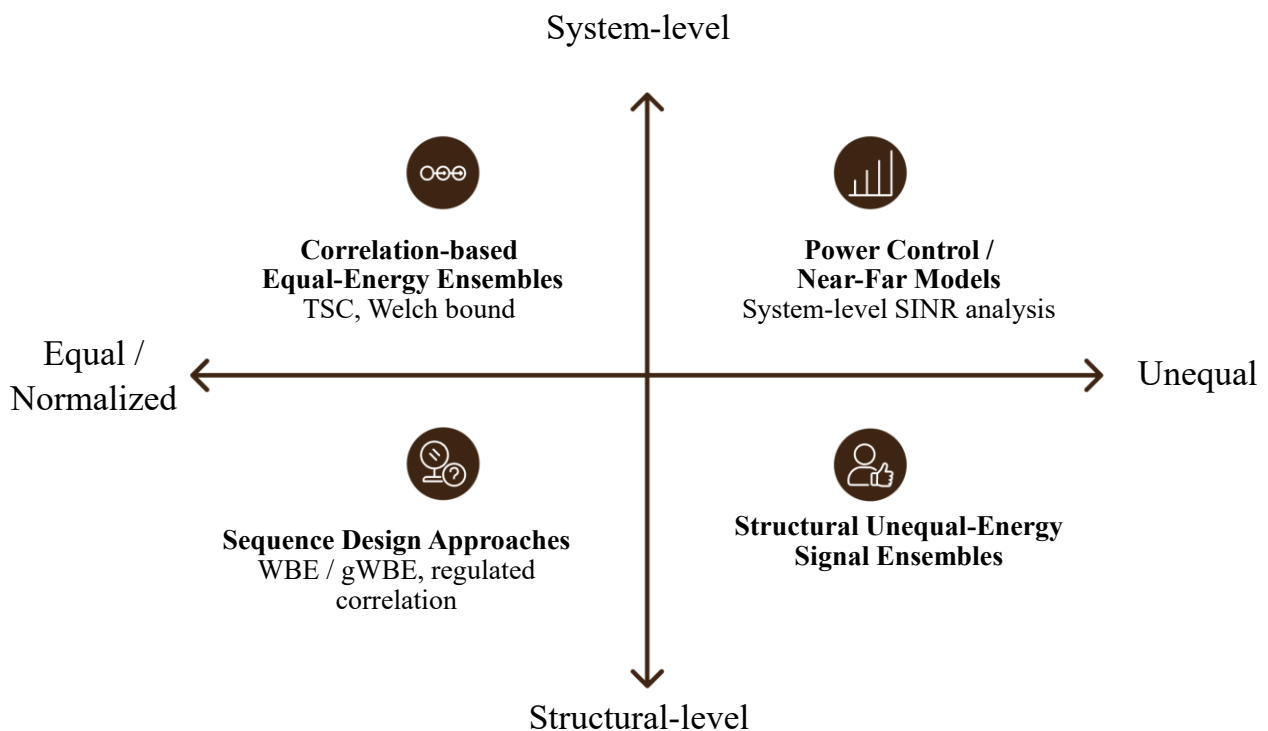 System-level
Correlation-based
Equal-Energy Ensembles
TSC, Welch bound
Power Control /
Near-Far Models
System-level SINR analysis
Equal /
Normalized
Unequal
Sequence Design Approaches
WBE / gWBE, regulated
correlation
Structural Unequal-Energy
Signal Ensembles
Structural-level